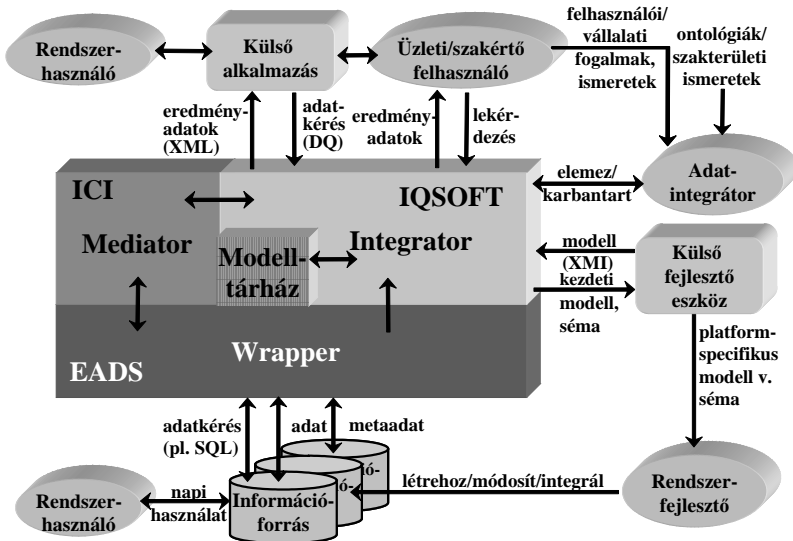 Rendszer-
használó
Külső
alkalmazás
Üzleti/szakértő
felhasználó
felhasználói/
vállalati
fogalmak,
ismeretek
ontológiák/
szakterületi
ismeretek
eredmény-
adatok
(XML)
adat-
kérés
(DQ)
eredmény-
adatok
lekér-
dezés
ICI
IQSOFT
Mediator
Integrator
Modell-
tárház
elemez/
karbantart
Adat-
integrátor
modell
(XMI)
kezdeti
modell,
séma
Külső
fejlesztő
eszköz
Wrapper
EADS
platform-
specifikus
modell v.
séma
adatkérés
(pl. SQL)
adat
metaadat
ió-
ió-
Információ-
forrás
Rendszer-
használó
napi
használat
létrehoz/módosít/integrál
Rendszer-
fejlesztő